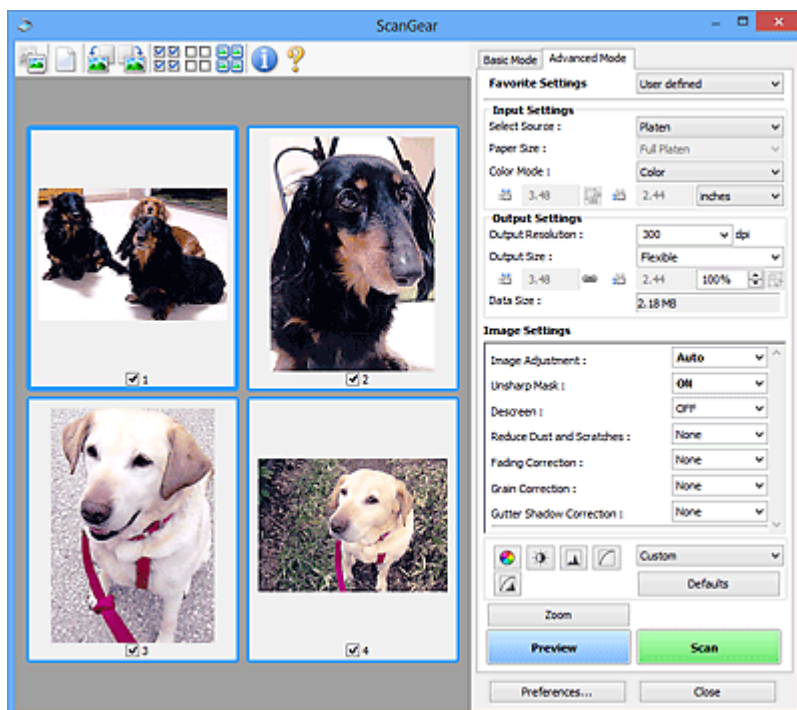 ScanGear
1
2
3
4
Basic Mode Advanced Mode
Favorite Settings User defined
Input Settings
Select Source : Platen
Paper Size : Full Platen
Color Mode : Color
3.48 2.44 inches
Output Settings
Output Resolution : 300 dpi
Output Size : Flexible
3.48 2.44 100%
Data Size : 2.18 MB
Image Settings
Image Adjustment : Auto
Unsharp Mask : ON
Descreen : OFF
Reduce Dust and Scratches : None
Fading Correction : None
Grain Correction : None
Gutter Shadow Correction : None
Custom
Defaults
Zoom
Preview Scan
Preferences... Close